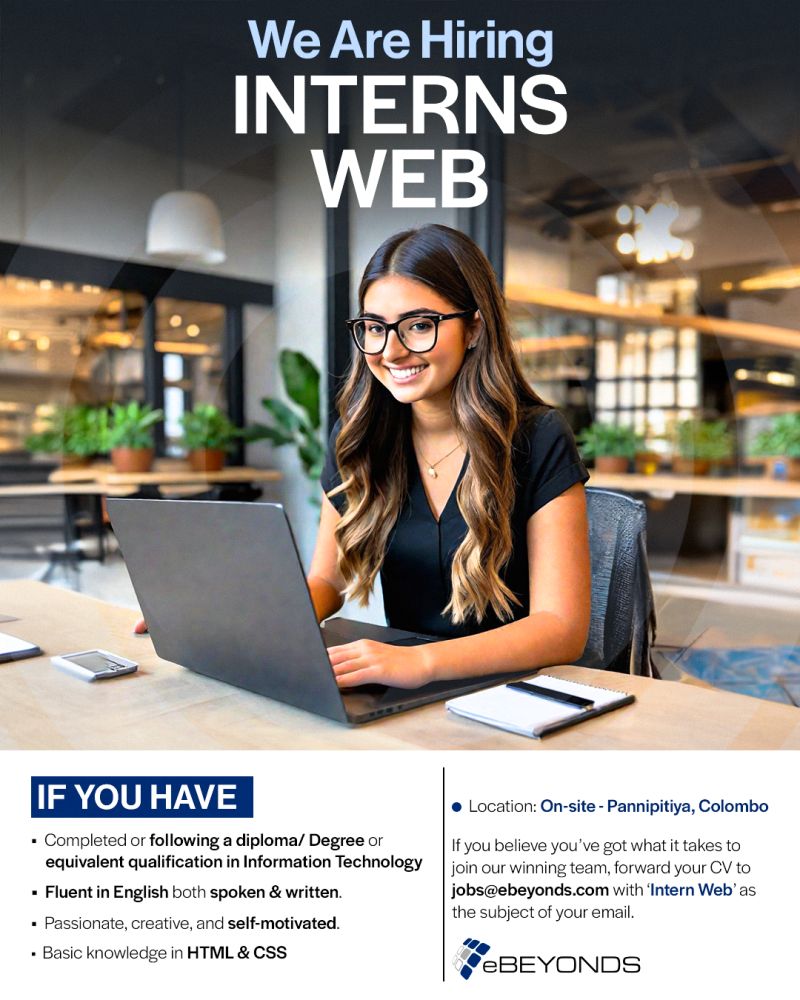 We Are Hiring
INTERNS
WEB
IF YOU HAVE
▪ Completed or following a diploma/ Degree or
equivalent qualification in Information Technology
▪ Fluent in English both spoken & written.
▪ Passionate, creative, and self-motivated.
▪ Basic knowledge in HTML & CSS
● Location: On-site - Pannipitiya, Colombo
If you believe you've got what it takes to
join our winning team, forward your CV to
jobs@ebeyonds.com with ‘Intern Web’ as
the subject of your email.
eBEYONDS